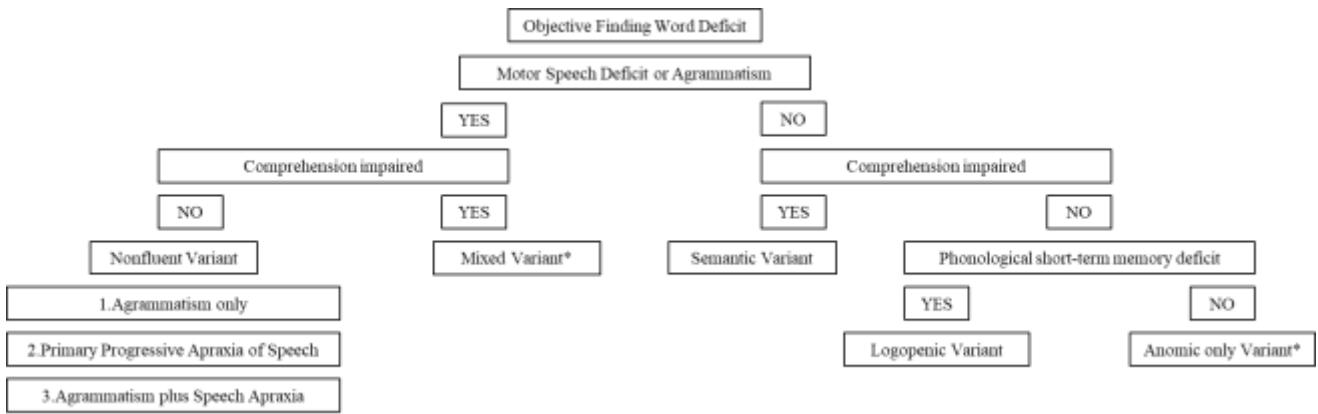 Objective Finding Word Deficit
Motor Speech Deficit or Agrammatism
YES
NO
Comprehension impaired
Comprehension impaired
NO
YES
YES
NO
Nonfluent Variant
Mixed Variant*
Semantic Variant
Phonological short-term memory deficit
1.Agrammatism only
YES
NO
2.Primary Progressive Apraxia of Speech
Logopenic Variant
Anomic only Variant*
3.Agrammatism plus Speech Apraxia